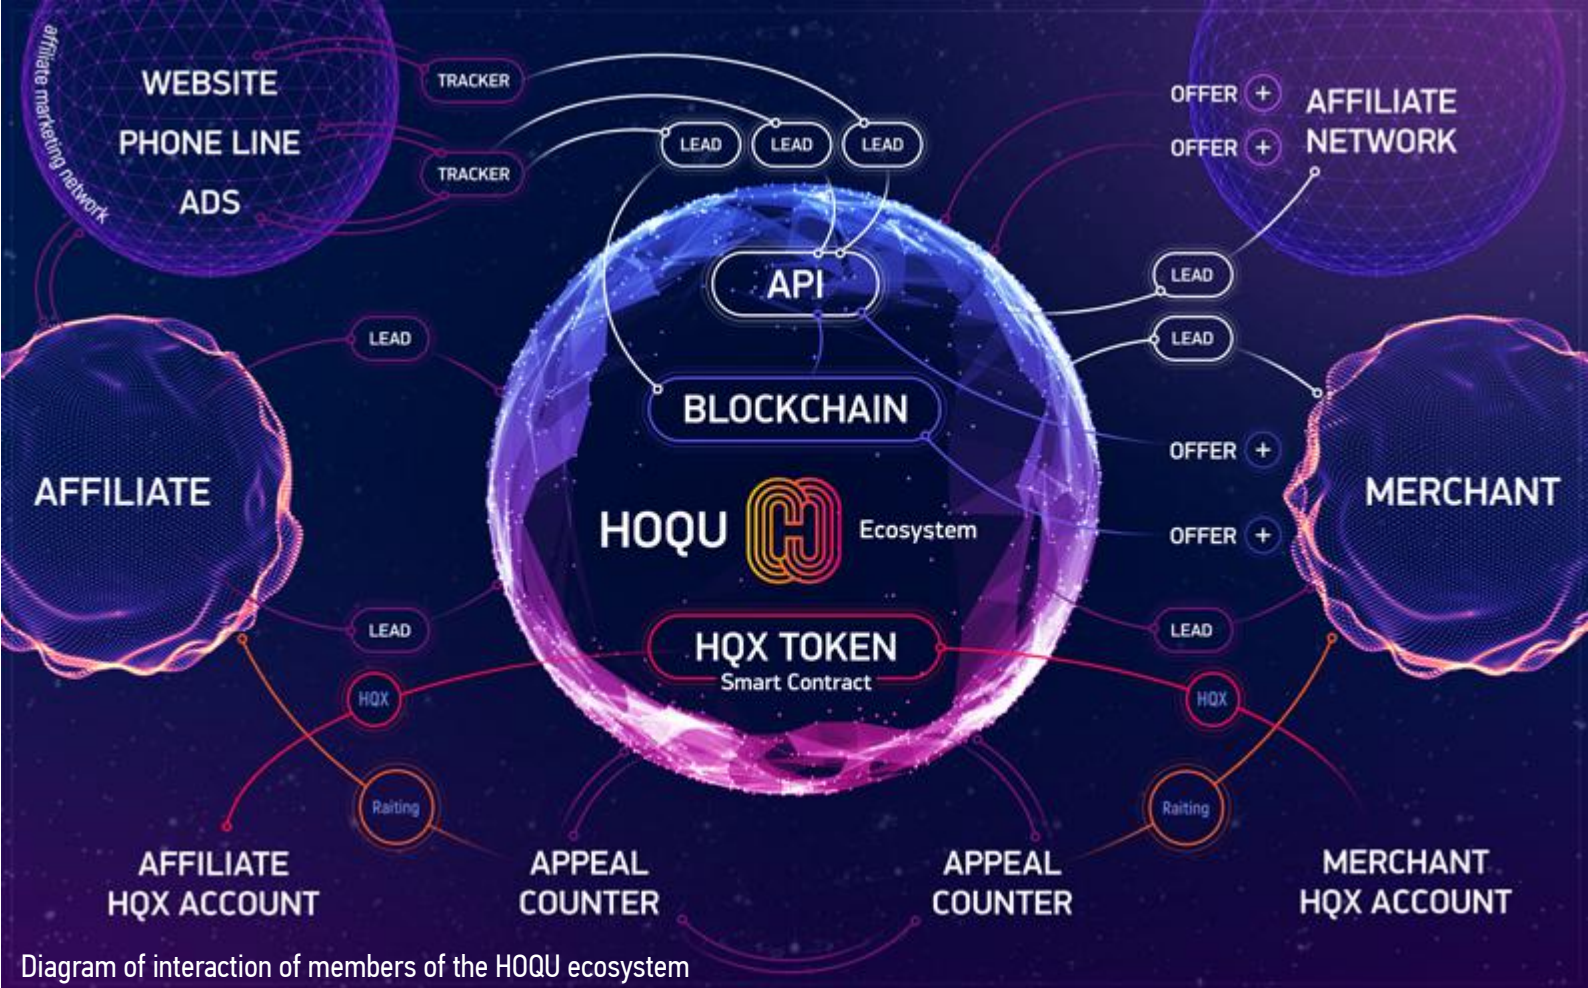 affiliate marketing network
WEBSITE
PHONE LINE
ADS
TRACKER
TRACKER
LEAD
LEAD
LEAD
OFFER +
OFFER +
AFFILIATE
NETWORK
API
LEAD
LEAD
LEAD
BLOCKCHAIN
OFFER +
OFFER +
AFFILIATE
MERCHANT
HOQU
Ecosystem
LEAD
LEAD
HQX TOKEN
Smart Contract
HQX
HQX
Raiting
Raiting
AFFILIATE
HQX ACCOUNT
APPEAL
COUNTER
APPEAL
COUNTER
MERCHANT
HQX ACCOUNT
Diagram of interaction of members of the HOQU ecosystem